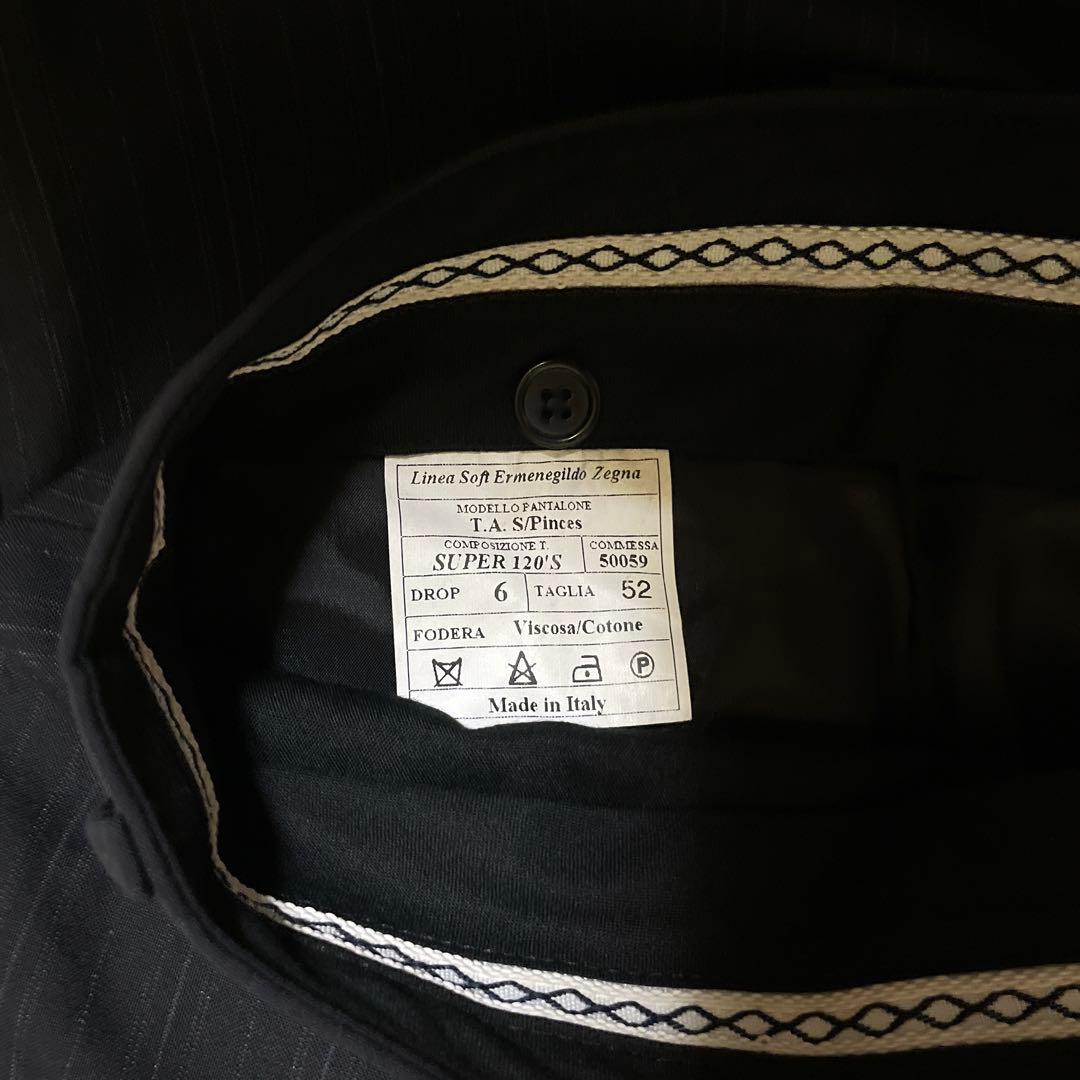 Linea Soft Ermenegildo Zegna
MODELLO PANTALONE
T.A. S/Pinces
COMPOSIZIONE T. COMMESSA
SUPER 120'S 50059
DROP 6 TAGLIA 52
FODERA Viscosa/Cotone
P
Made in Italy